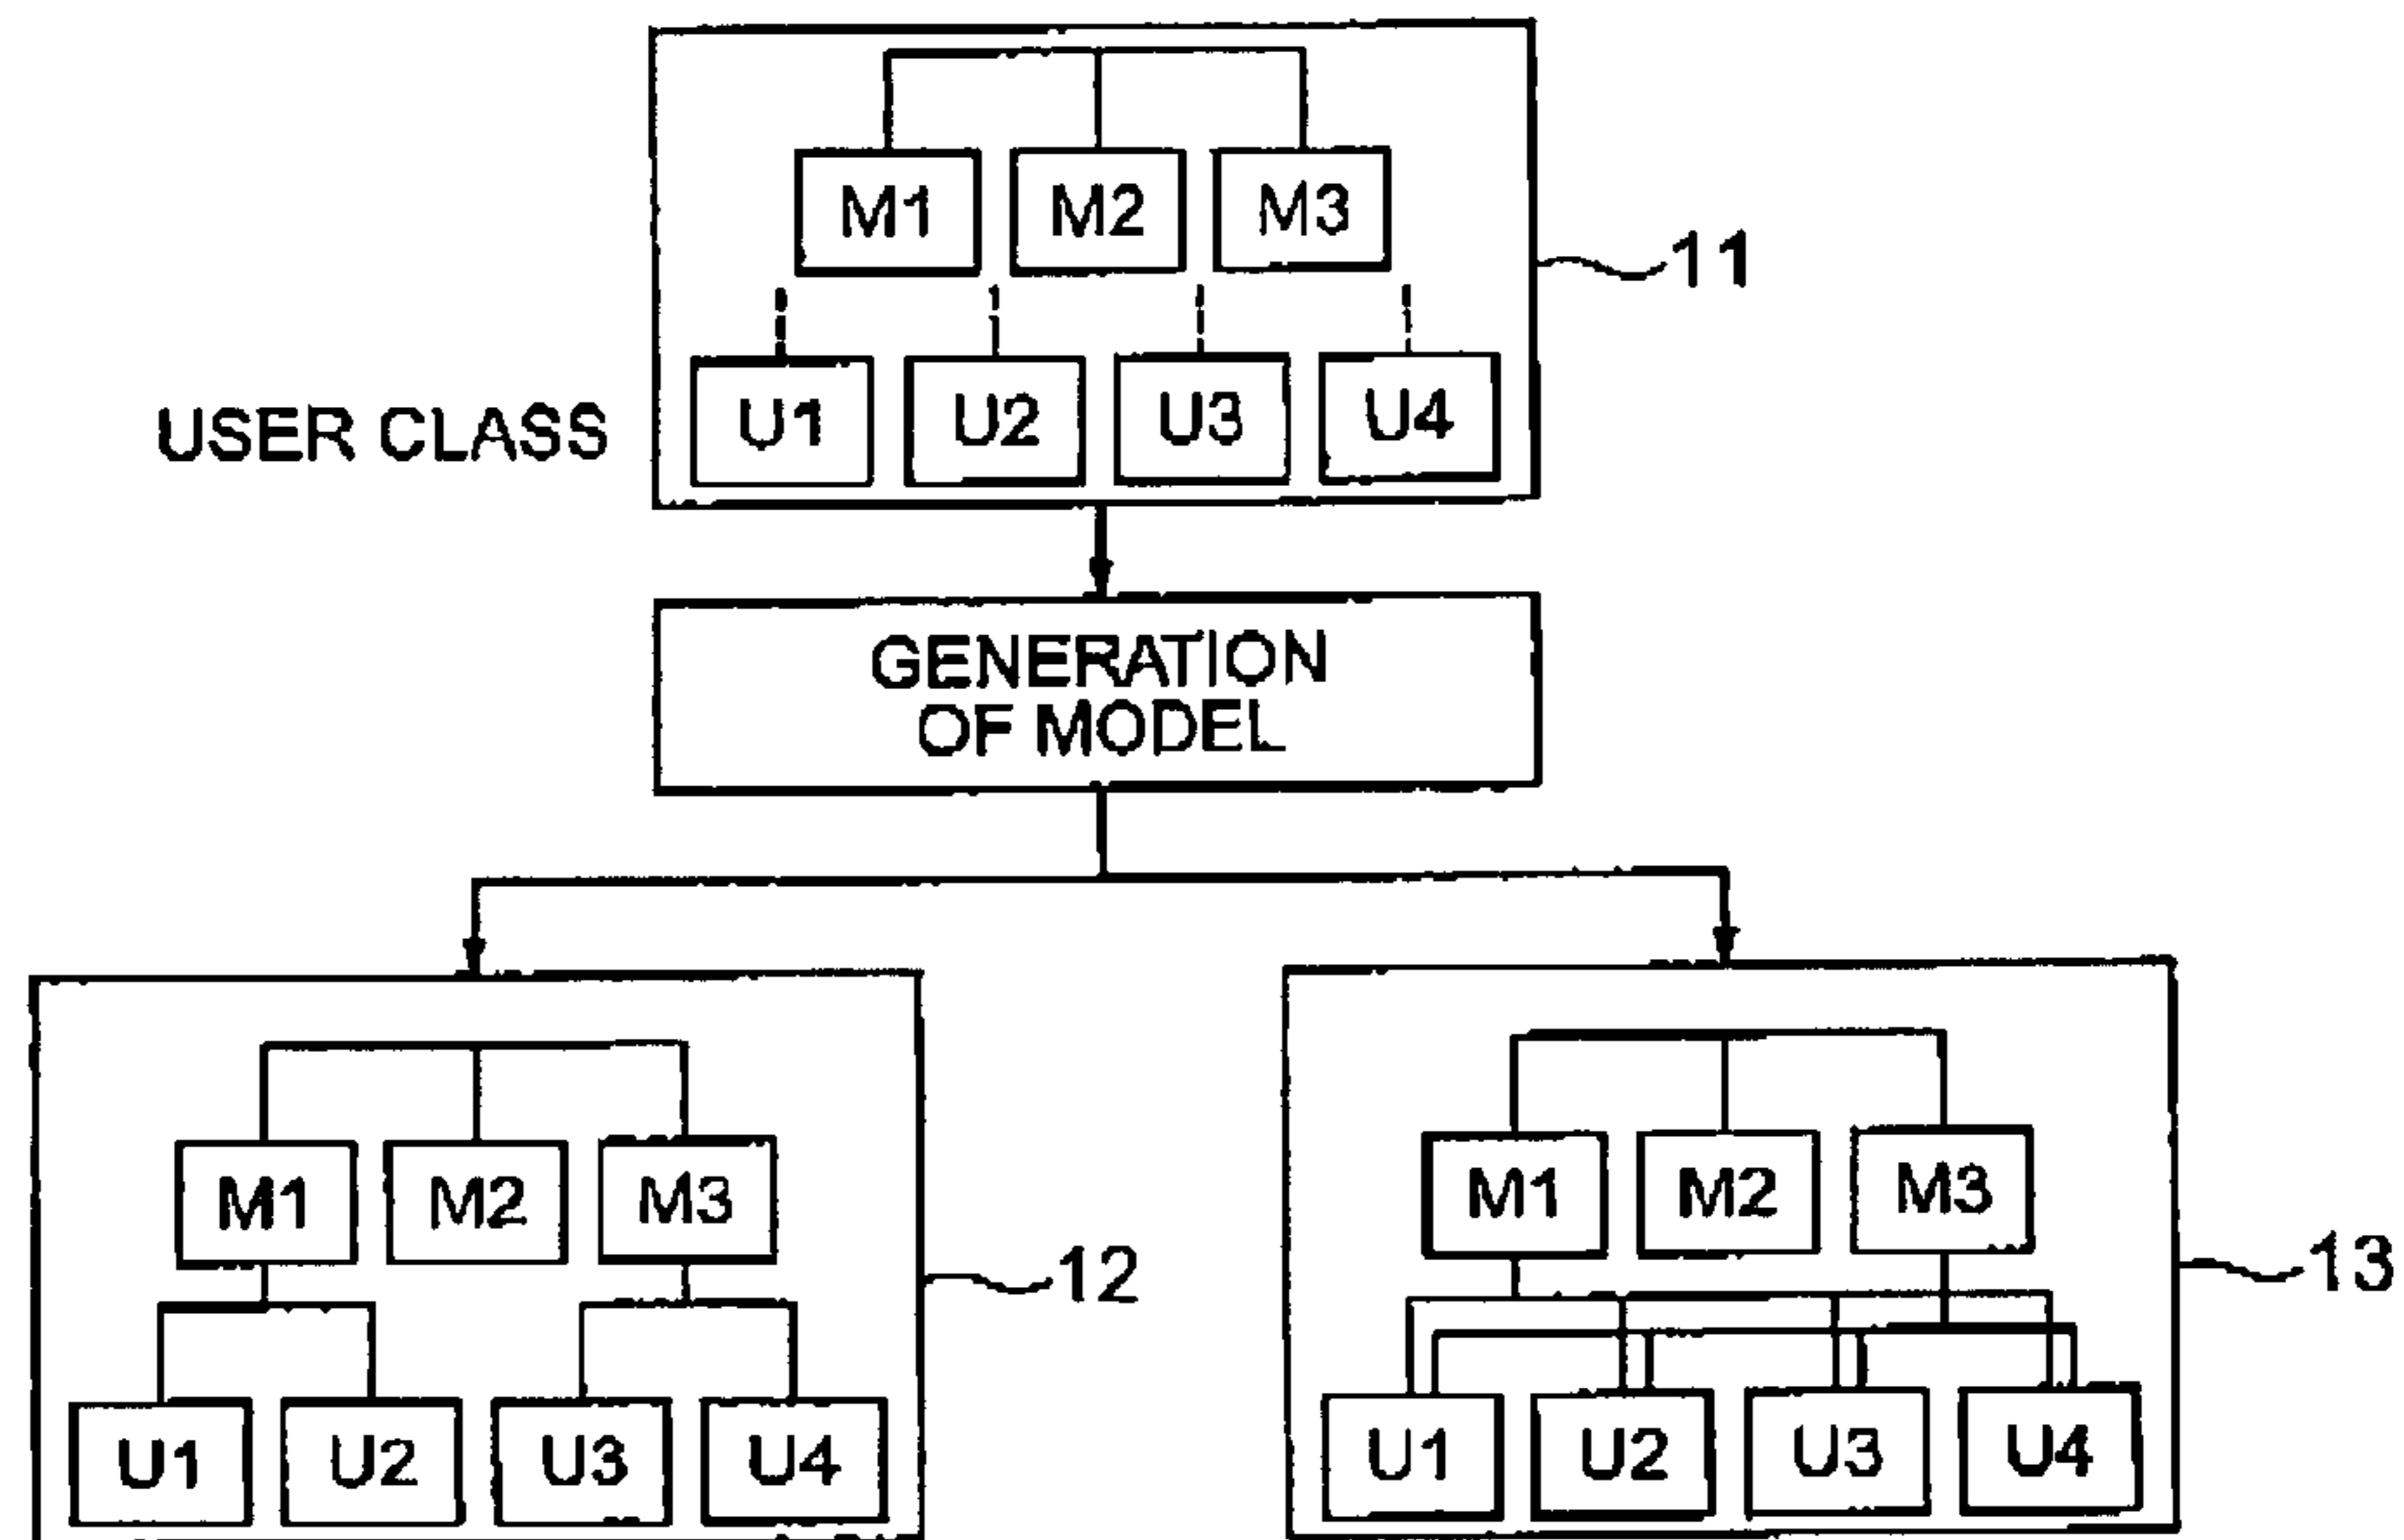 M1 M2 M3
11
U1 U2 U3 U4
USER CLASS
GENERATION
OF MODEL
M1 M2 M3
12
U1 U2 U3 U4
M1 M2 M3
13
U1 U2 U3 U4